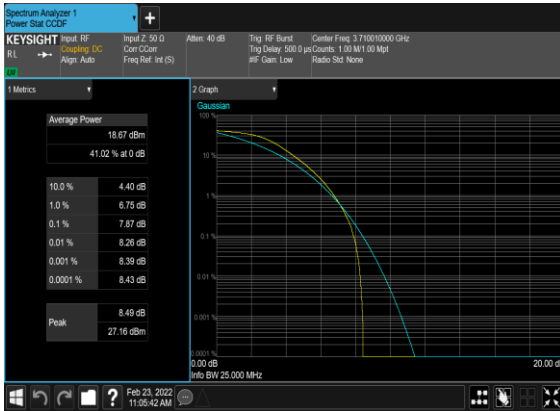 Spectrum Analyzer 1
Power Stat CCDF
KEYSIGHT
RL
LV
Input: RF
Coupling: DC
Align: Auto
Input Z: 50 Ω
Corr CCorr
Freq Ref: Int (S)
Atten: 40 dB
Trig: RF Burst
Trig Delay: 500.0 µs
#IF Gain: Low
Center Freq: 3.710010000 GHz
Counts: 1.00 M/1.00 Mpt
Radio Std: None
1 Metrics
Average Power
18.67 dBm
41.02 % at 0 dB
10.0 % 4.40 dB
1.0 % 6.75 dB
0.1 % 7.87 dB
0.01 % 8.26 dB
0.001 % 8.39 dB
0.0001 % 8.43 dB
Peak
8.49 dB
27.16 dBm
2 Graph
Gaussian
100 %
10 %
1 %
0.1 %
0.01 %
0.001 %
0.0001 %
0.00 dB
20.00 d
Info BW 25.000 MHz
?
Feb 23, 2022
11:05:42 AM